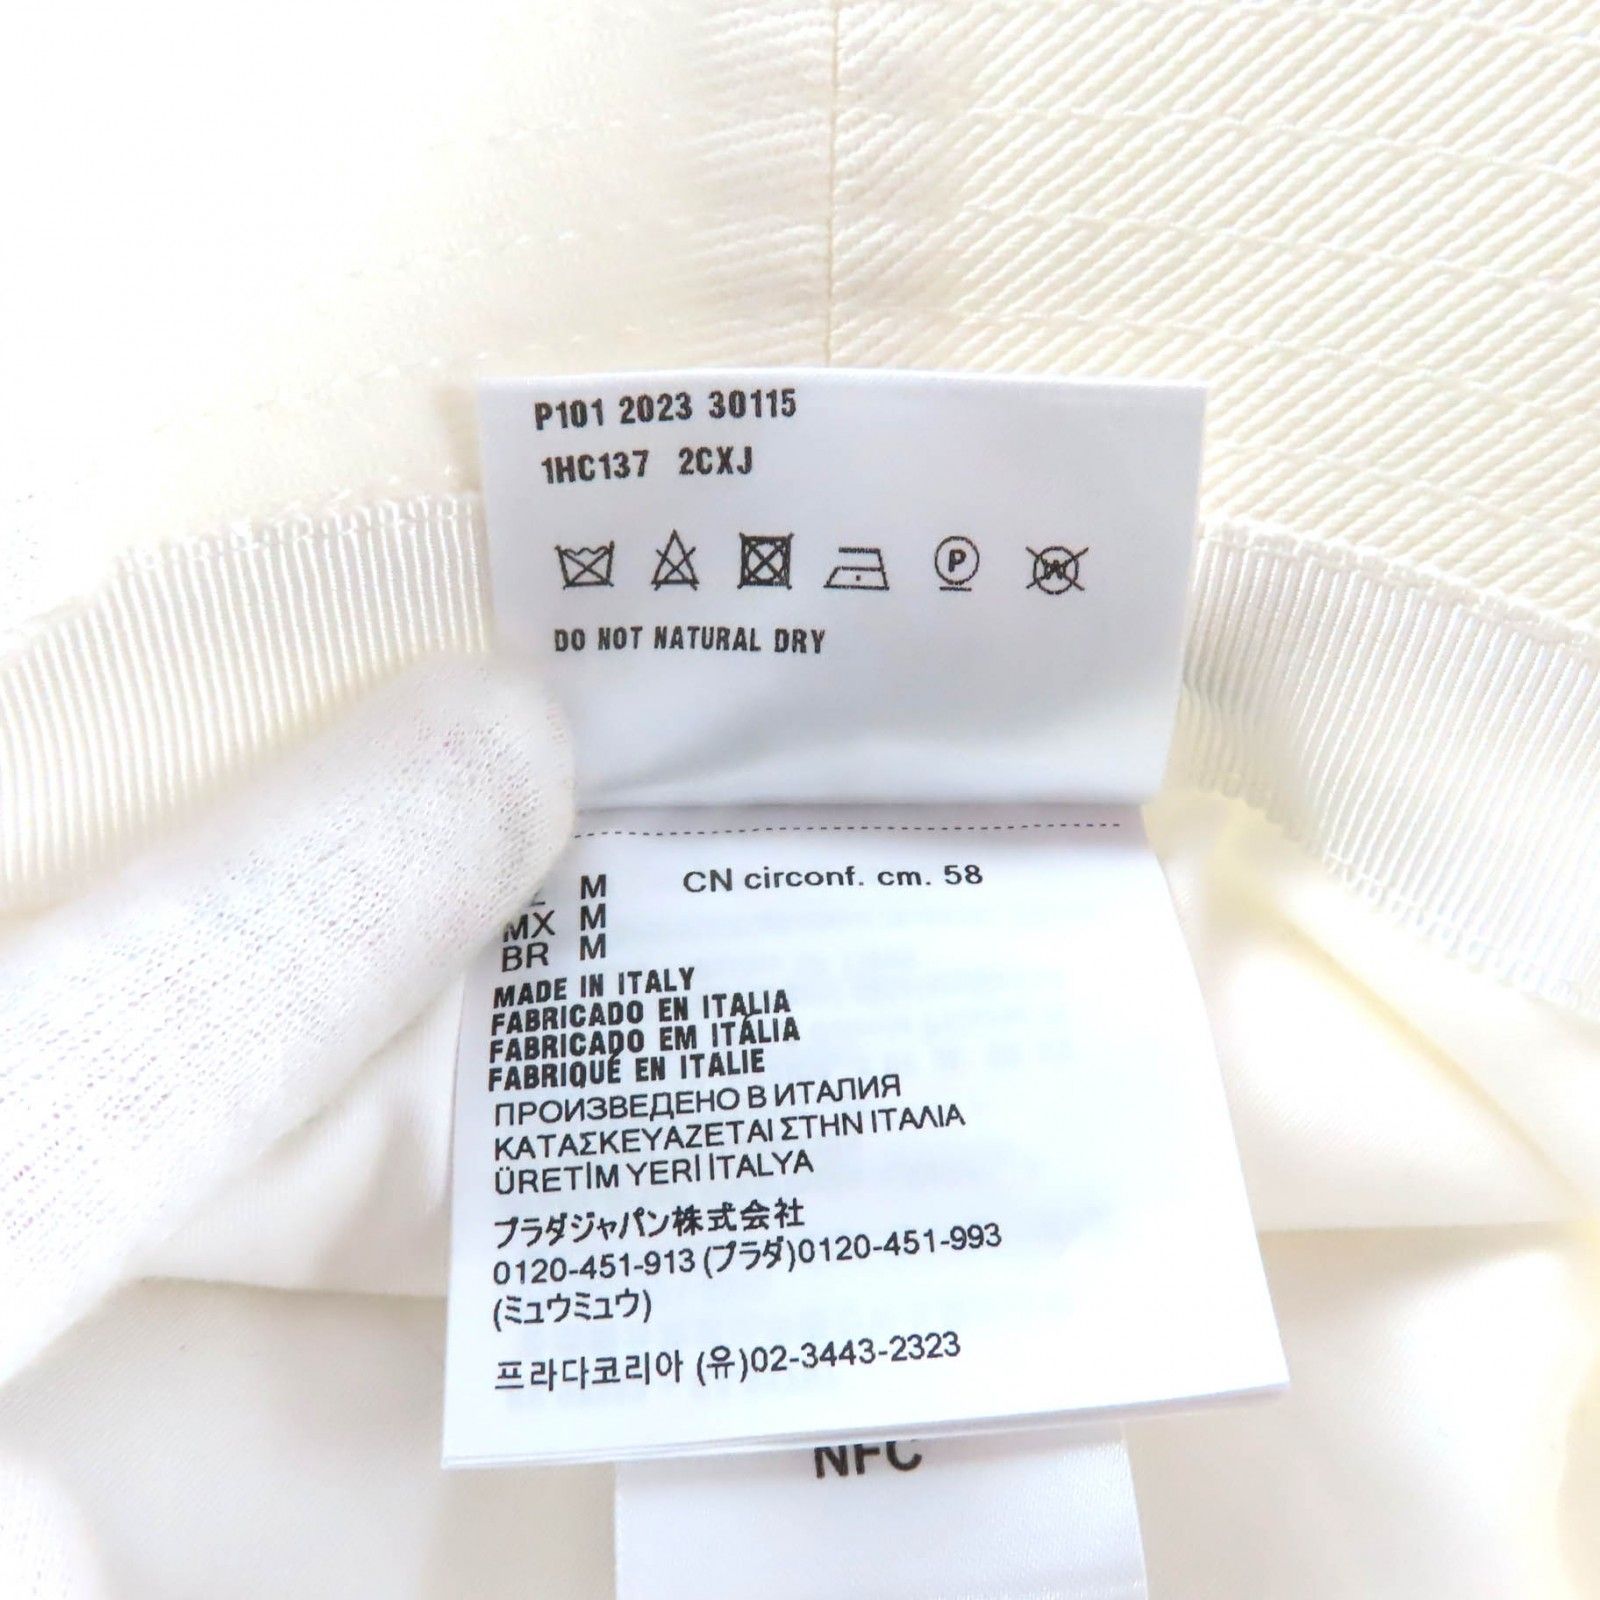 P101 2023 30115
1HC137 2CXJ
P W
DO NOT NATURAL DRY
M CN circonf. cm. 58
MX M
BR M
MADE IN ITALY
FABRICADO EN ITALIA
FABRICADO EM ITÁLIA
FABRIQUÉ EN ITALIE
ПРОИЗВЕДЕНО В ИТАЛИЯ
ΚΑΤΑΣΚΕΥΑΖΕΤΑΙ ΣΤΗΝ ΙΤΑΛΙΑ
ÜRETİM YERİ İTALYA
プラダジャパン株式会社
0120-451-913 (プラダ)0120-451-993
(ミュウミュウ)
프라다코리아 (유)02-3443-2323
NFC